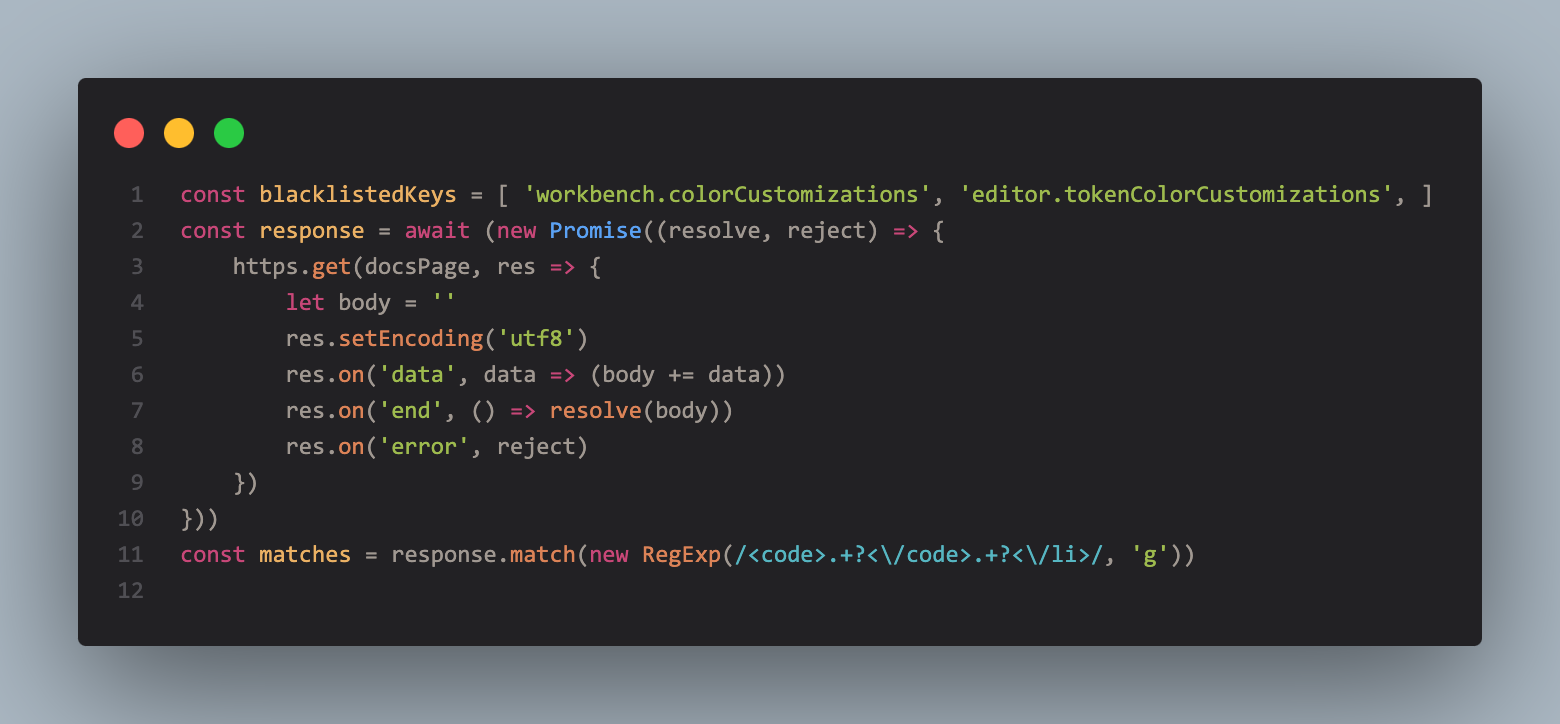 1 const blacklistedKeys = [ 'workbench.colorCustomizations', 'editor.tokenColorCustomizations', ]
2 const response = await (new Promise((resolve, reject) => {
3     https.get(docsPage, res => {
4         let body = ''
5         res.setEncoding('utf8')
6         res.on('data', data => (body += data))
7         res.on('end', () => resolve(body))
8         res.on('error', reject)
9     })
10 }))
11 const matches = response.match(new RegExp(/<code>.+?<\/code>.+?<\/li>/, 'g'))
12